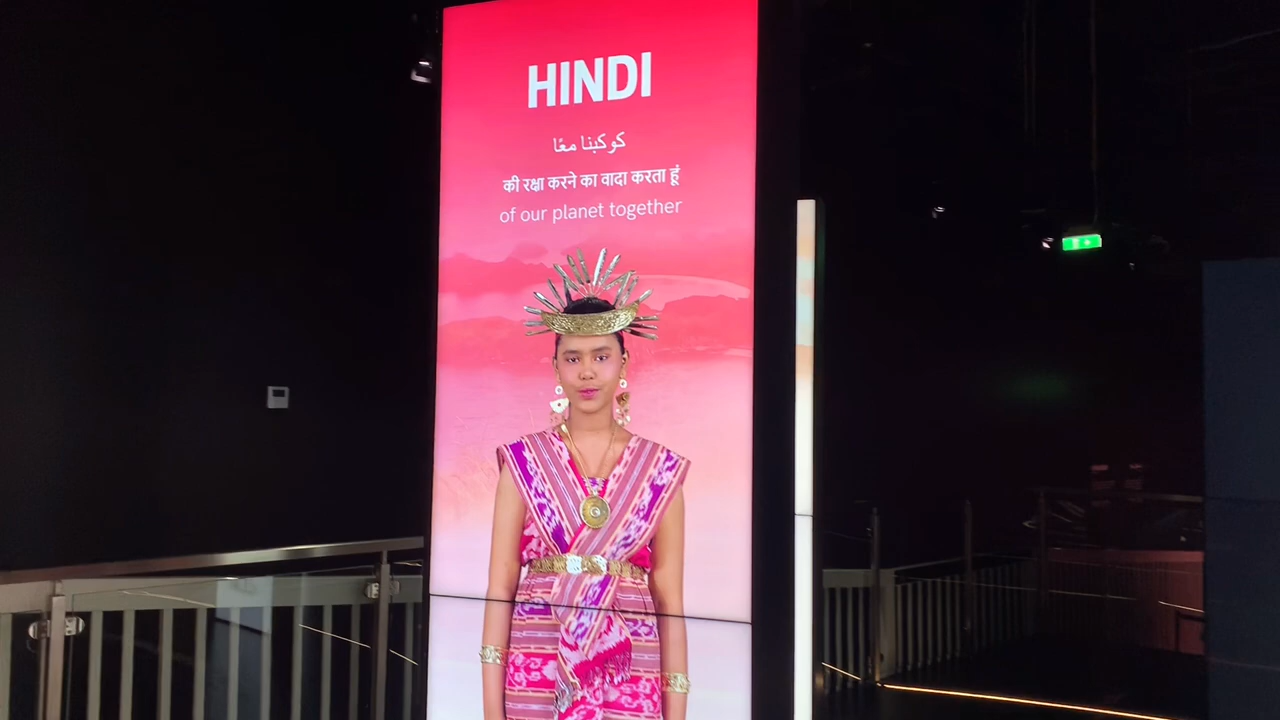 HINDI
كوكبنا معًا
की रक्षा करने का वादा करता हूं
of our planet together